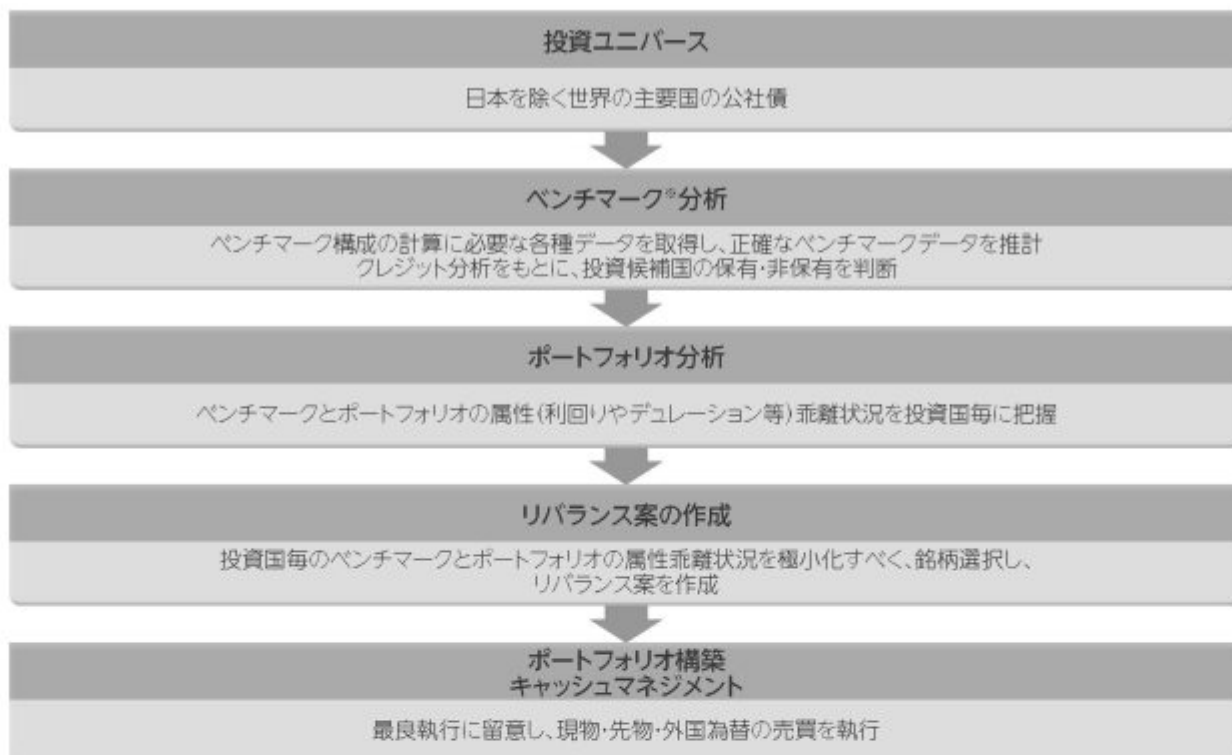 投資ユニバース
日本を除く世界の主要国の公社債
ベンチマーク※分析
ベンチマーク構成の計算に必要な各種データを取得し、正確なベンチマークデータを推計
クレジット分析をもとに、投資候補国の保有・非保有を判断
ポートフォリオ分析
ベンチマークとポートフォリオの属性(利回りやデュレーション等)乖離状況を投資国毎に把握
リバランス案の作成
投資国毎のベンチマークとポートフォリオの属性乖離状況を極小化すべく、銘柄選択し、
リバランス案を作成
ポートフォリオ構築
キャッシュマネジメント
最良執行に留意し、現物・先物・外国為替の売買を執行